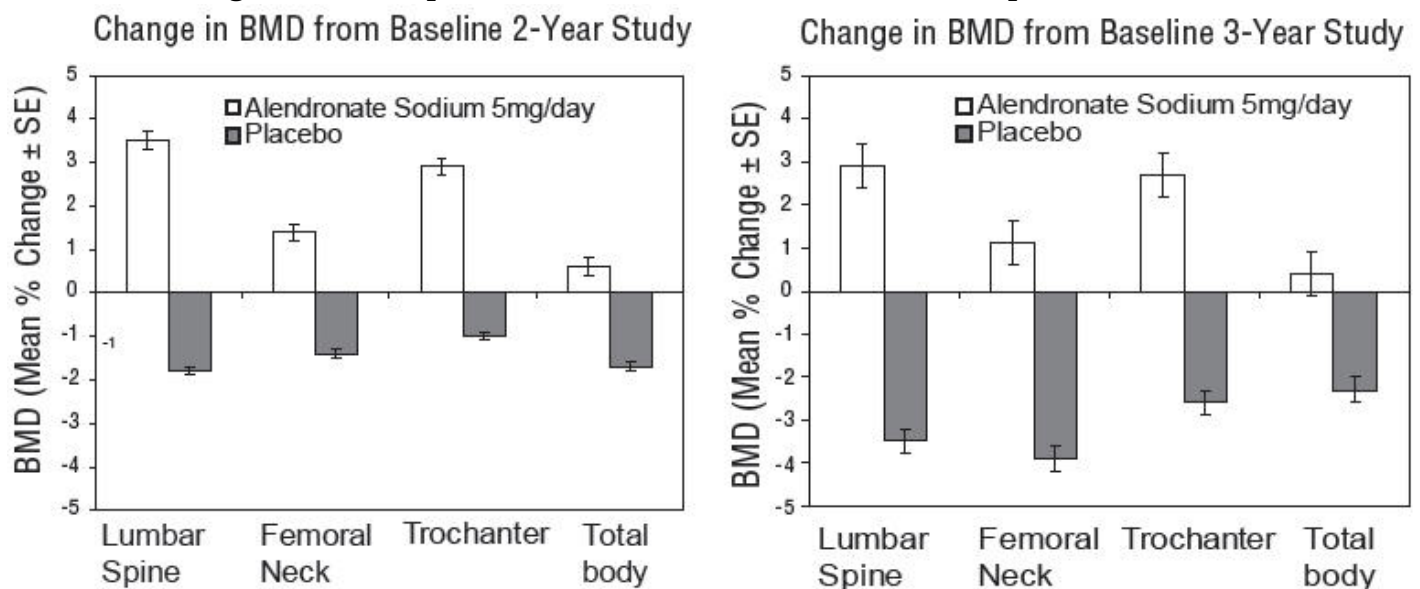 Change in BMD from Baseline 2-Year Study
BMD (Mean % Change ± SE)
5
4
3
2
1
0
-1
-1
-2
-3
-4
-5
Alendronate Sodium 5mg/day
Placebo
Lumbar Spine
Femoral Neck
Trochanter
Total body
Change in BMD from Baseline 3-Year Study
BMD (Mean % Change ± SE)
5
4
3
2
1
0
-1
-2
-3
-4
-5
Alendronate Sodium 5mg/day
Placebo
Lumbar Spine
Femoral Neck
Trochanter
Total body